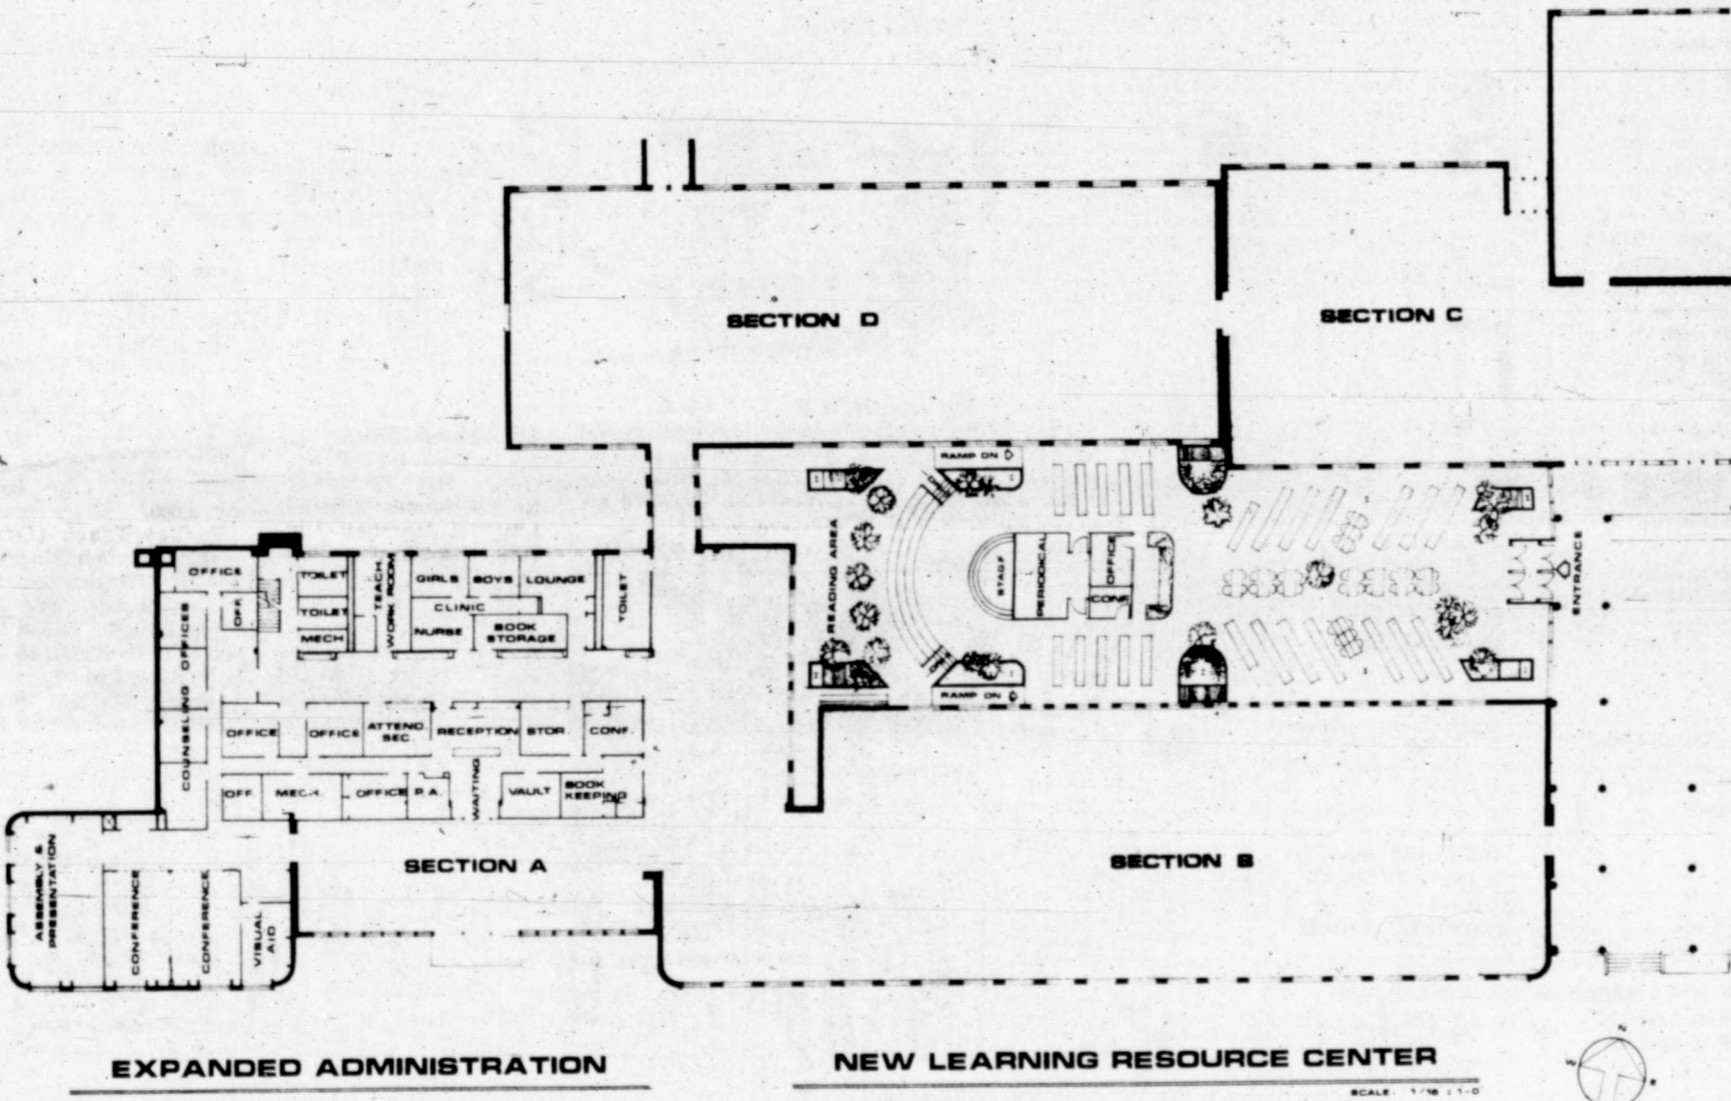 SECTION D
SECTION C
RAMP DN
READING AREA
STAGE
PERIODICAL
OFFICE
CONF.
ENTRANCE
RAMP DN
OFFICE
OFF.
TOILET
TOILET
MECH
TEACH.
WORK ROOM
GIRLS
BOYS
LOUNGE
CLINIC
NURSE
BOOK
STORAGE
TOILET
COUNSELING OFFICES
OFFICE
OFFICE
ATTEND.
SEC.
RECEPTION
STOR.
CONF.
OFF.
MECH.
OFFICE
P.A.
WAITING
VAULT
BOOK
KEEPING
ASSEMBLY &
PRESENTATION
CONFERENCE
CONFERENCE
VISUAL
AID
SECTION A
SECTION B
EXPANDED ADMINISTRATION
NEW LEARNING RESOURCE CENTER
N
W
E